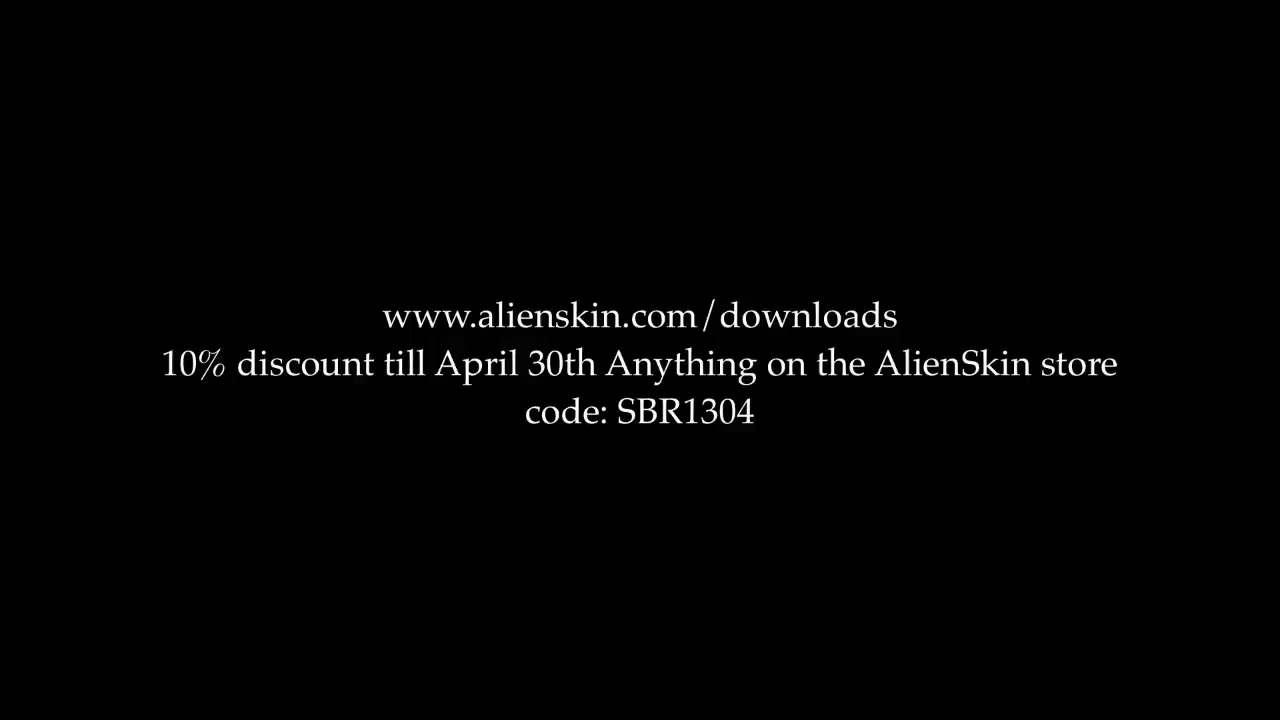 www.alienskin.com/downloads
10% discount till April 30th Anything on the AlienSkin store
code: SBR1304